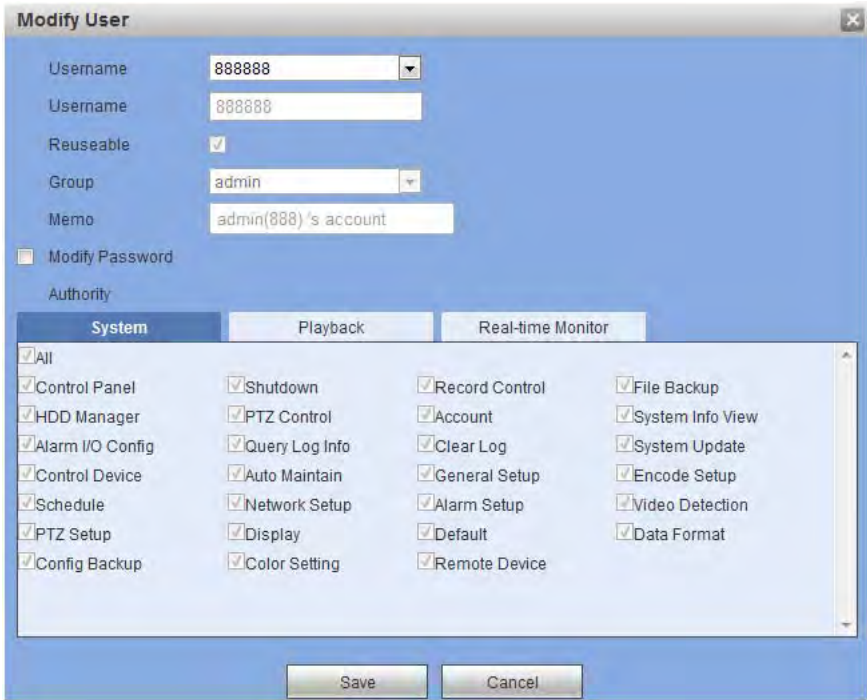 Modify User
Username 888888
Username 888888
Reuseable
Group admin
Memo admin(888) 's account
Modify Password
Authority
System Playback Real-time Monitor
All
Control Panel Shutdown Record Control File Backup
HDD Manager PTZ Control Account System Info View
Alarm I/O Config Query Log Info Clear Log System Update
Control Device Auto Maintain General Setup Encode Setup
Schedule Network Setup Alarm Setup Video Detection
PTZ Setup Display Default Data Format
Config Backup Color Setting Remote Device
Save Cancel